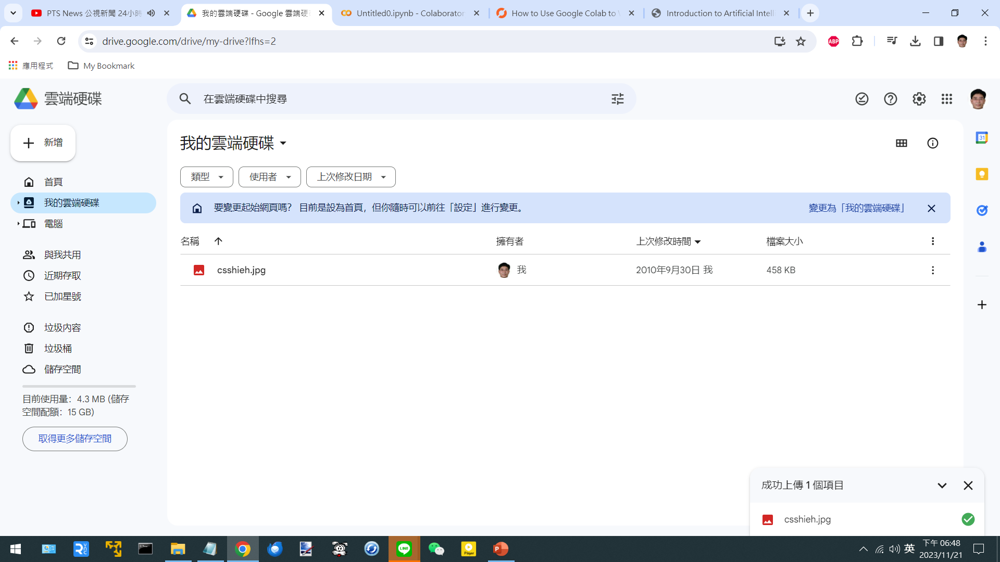 PTS News 公視新聞 24小時
我的雲端硬碟 - Google 雲端硬
Untitled0.ipynb - Colaborator
How to Use Google Colab to
Introduction to Artificial Intelli
drive.google.com/drive/my-drive?lfhs=2
ABP
應用程式
My Bookmark
雲端硬碟
在雲端硬碟中搜尋
新增
首頁
我的雲端硬碟
電腦
與我共用
近期存取
已加星號
垃圾內容
垃圾桶
儲存空間
目前使用量：4.3 MB (儲存
空間配額：15 GB)
取得更多儲存空間
我的雲端硬碟
類型
使用者
上次修改日期
要變更起始網頁嗎？ 目前是設為首頁，但你隨時可以前往「設定」進行變更。
變更為「我的雲端硬碟」
名稱
擁有者
上次修改時間
檔案大小
csshieh.jpg
我
2010年9月30日 我
458 KB
31
成功上傳 1 個項目
csshieh.jpg
LINE
Player
英
下午 06:48
2023/11/21